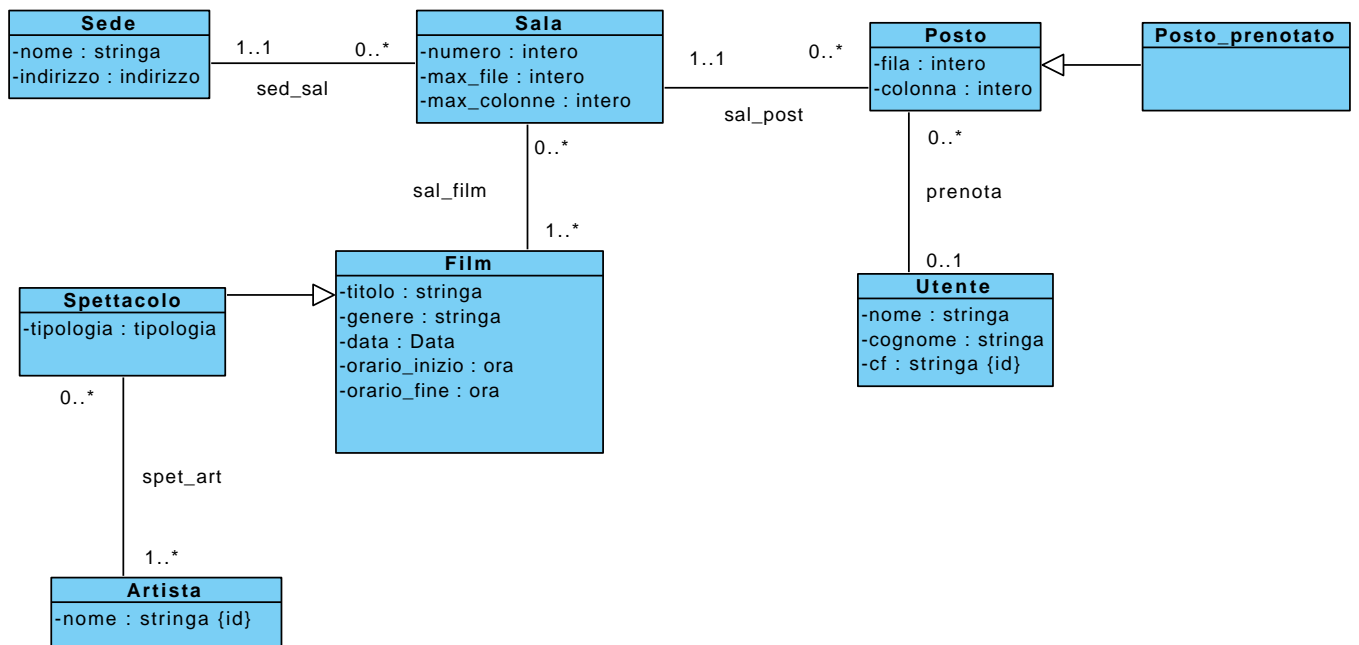 Sede
-nome : stringa
-indirizzo : indirizzo
1..1
0..*
sed_sal
Sala
-numero : intero
-max_file : intero
-max_colonne : intero
1..1
0..*
sal_post
Posto
-fila : intero
-colonna : intero
Posto_prenotato
0..*
sal_film
1..*
0..*
prenota
0..1
Film
-titolo : stringa
-genere : stringa
-data : Data
-orario_inizio : ora
-orario_fine : ora
Spettacolo
-tipologia : tipologia
Utente
-nome : stringa
-cognome : stringa
-cf : stringa {id}
0..*
spet_art
1..*
Artista
-nome : stringa {id}